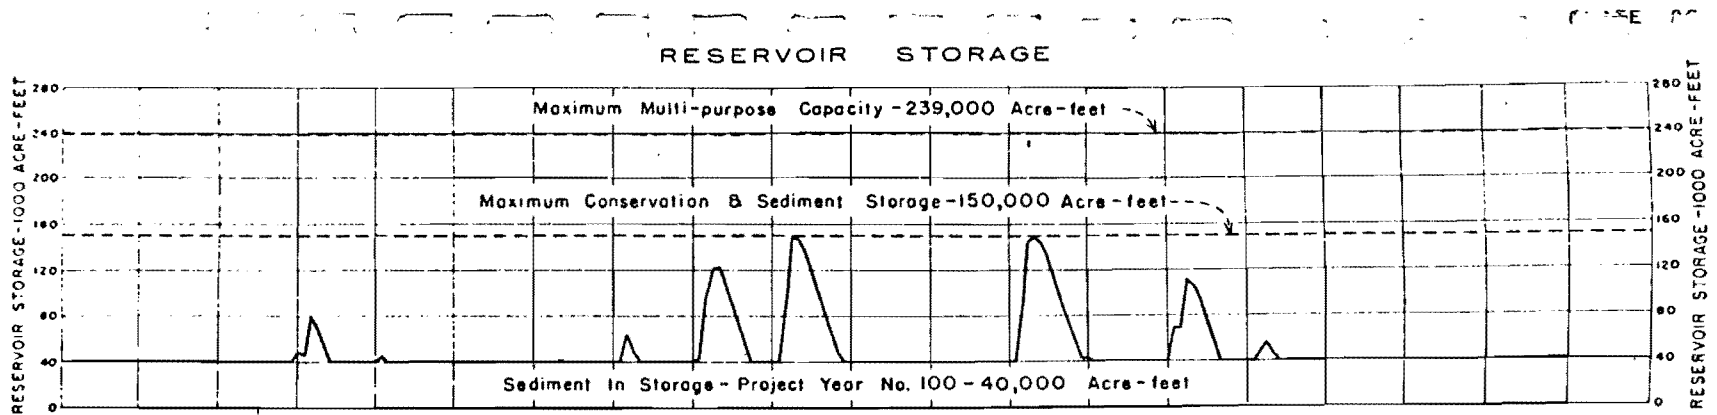 RESERVOIR STORAGE
RESERVOIR STORAGE-1000 ACRE-FEET
280
240
200
160
120
80
40
0
Maximum Multi-purpose Capacity-239,000 Acre-feet
Maximum Conservation & Sediment Storage-150,000 Acre-feet
Sediment In Storage-Project Year No. 100-40,000 Acre-feet
280
240
200
160
120
80
40
0
RESERVOIR STORAGE-1000 ACRE-FEET